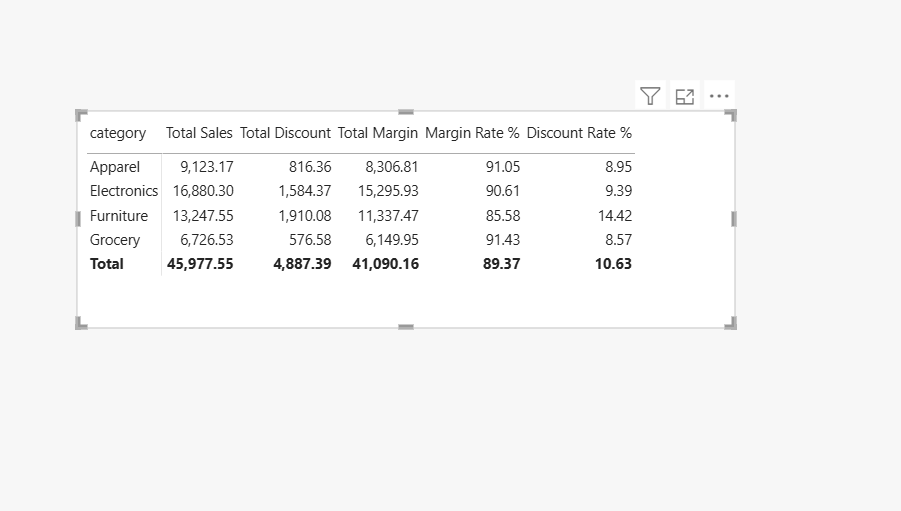 category Total Sales Total Discount Total Margin Margin Rate % Discount Rate %
Apparel 9,123.17 816.36 8,306.81 91.05 8.95
Electronics 16,880.30 1,584.37 15,295.93 90.61 9.39
Furniture 13,247.55 1,910.08 11,337.47 85.58 14.42
Grocery 6,726.53 576.58 6,149.95 91.43 8.57
Total 45,977.55 4,887.39 41,090.16 89.37 10.63